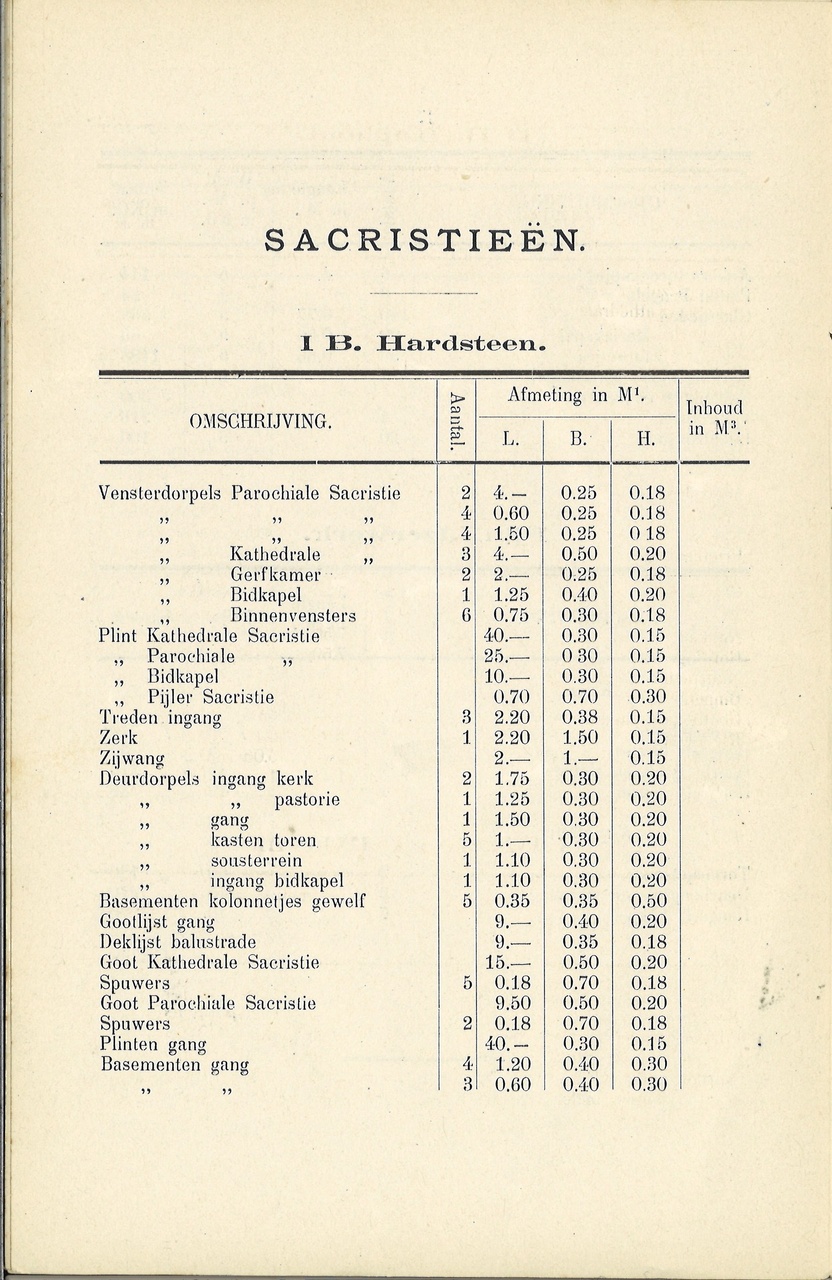 SACRISTIEËN.
I B. Hardsteen.
OMSCHRIJVING. Aantal. Afmeting in M¹. Inhoud in M³.
L. B. H.
Vensterdorpels Parochiale Sacristie 2 4.— 0.25 0.18
„ „ „ 4 0.60 0.25 0.18
„ „ „ 4 1.50 0.25 0 18
„ Kathedrale „ 3 4.— 0.50 0.20
„ Gerfkamer 2 2.— 0.25 0.18
„ Bidkapel 1 1.25 0.40 0.20
„ Binnenvensters 6 0.75 0.30 0.18
Plint Kathedrale Sacristie 40.— 0.30 0.15
„ Parochiale „ 25.— 0 30 0.15
„ Bidkapel 10.— 0.30 0.15
„ Pijler Sacristie 0.70 0.70 0.30
Treden ingang 3 2.20 0.38 0.15
Zerk 1 2.20 1.50 0.15
Zijwang 2.— 1.— 0.15
Deurdorpels ingang kerk 2 1.75 0.30 0.20
„ „ pastorie 1 1.25 0.30 0.20
„ gang 1 1.50 0.30 0.20
„ kasten toren 5 1.— 0.30 0.20
„ sousterrein 1 1.10 0.30 0.20
„ ingang bidkapel 1 1.10 0.30 0.20
Basementen kolonnetjes gewelf 5 0.35 0.35 0.50
Gootlijst gang 9.— 0.40 0.20
Deklijst balustrade 9.— 0.35 0.18
Goot Kathedrale Sacristie 15.— 0.50 0.20
Spuwers 5 0.18 0.70 0.18
Goot Parochiale Sacristie 9.50 0.50 0.20
Spuwers 2 0.18 0.70 0.18
Plinten gang 40.— 0.30 0.15
Basementen gang 4 1.20 0.40 0.30
„ „ 3 0.60 0.40 0.30